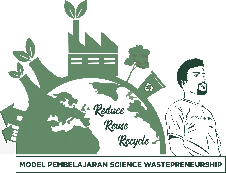 Reduce
Reuse
Recycle
MODEL PEMBELAJARAN SCIENCE WASTEPRENEURSHIP